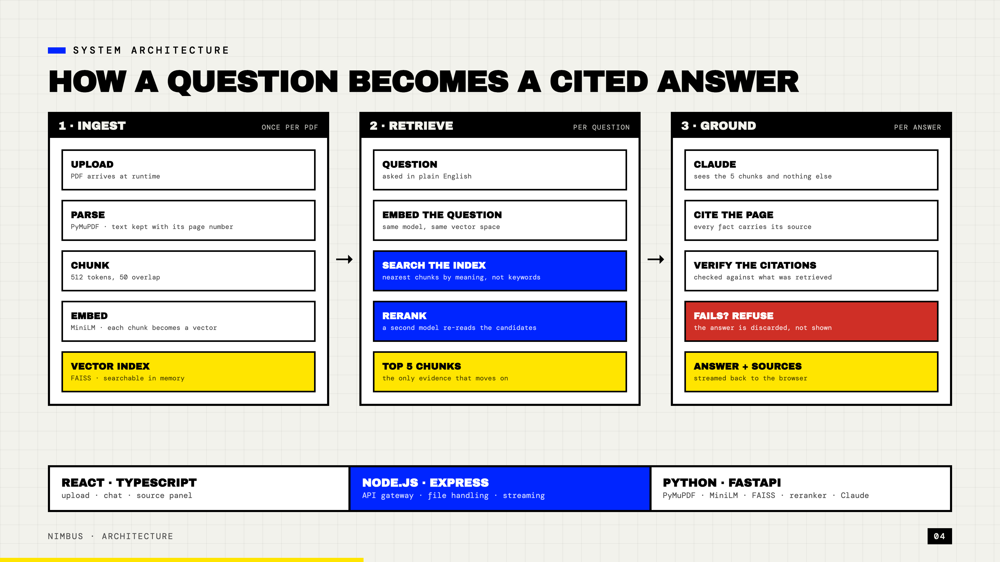 SYSTEM ARCHITECTURE
HOW A QUESTION BECOMES A CITED ANSWER
1 · INGEST
ONCE PER PDF
UPLOAD
PDF arrives at runtime
PARSE
PyMuPDF · text kept with its page number
CHUNK
512 tokens, 50 overlap
EMBED
MiniLM · each chunk becomes a vector
VECTOR INDEX
FAISS · searchable in memory
→
2 · RETRIEVE
PER QUESTION
QUESTION
asked in plain English
EMBED THE QUESTION
same model, same vector space
SEARCH THE INDEX
nearest chunks by meaning, not keywords
RERANK
a second model re-reads the candidates
TOP 5 CHUNKS
the only evidence that moves on
→
3 · GROUND
PER ANSWER
CLAUDE
sees the 5 chunks and nothing else
CITE THE PAGE
every fact carries its source
VERIFY THE CITATIONS
checked against what was retrieved
FAILS? REFUSE
the answer is discarded, not shown
ANSWER + SOURCES
streamed back to the browser
REACT · TYPESCRIPT
upload · chat · source panel
NODE.JS · EXPRESS
API gateway · file handling · streaming
PYTHON · FASTAPI
PyMuPDF · MiniLM · FAISS · reranker · Claude
NIMBUS · ARCHITECTURE
04